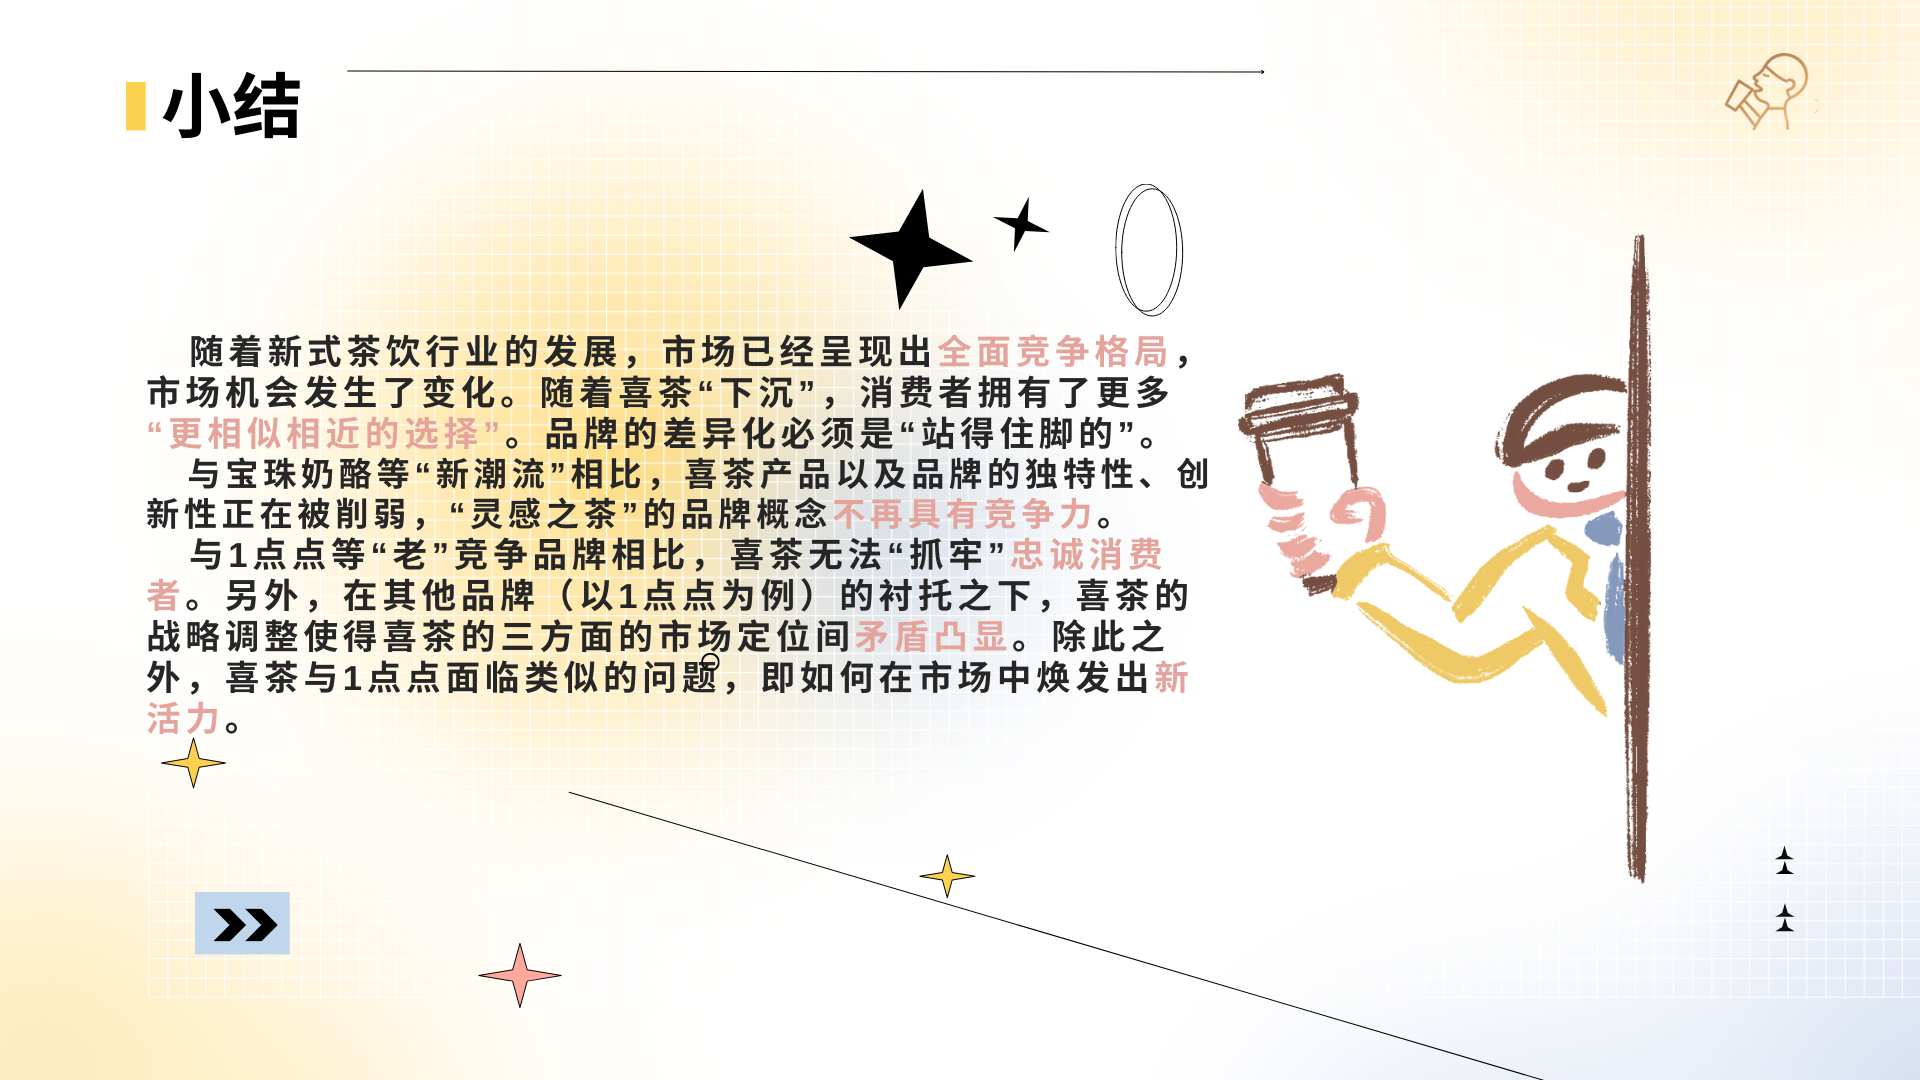 小结
随着新式茶饮行业的发展，市场已经呈现出全面竞争格局，
市场机会发生了变化。随着喜茶“下沉”，消费者拥有了更多
“更相似相近的选择”。品牌的差异化必须是“站得住脚的”。
与宝珠奶酪等“新潮流”相比，喜茶产品以及品牌的独特性、创
新性正在被削弱，“灵感之茶”的品牌概念不再具有竞争力。
与1点点等“老”竞争品牌相比，喜茶无法“抓牢”忠诚消费
者。另外，在其他品牌（以1点点为例）的衬托之下，喜茶的
战略调整使得喜茶的三方面的市场定位间矛盾凸显。除此之
外，喜茶与1点点面临类似的问题，即如何在市场中焕发出新
活力。